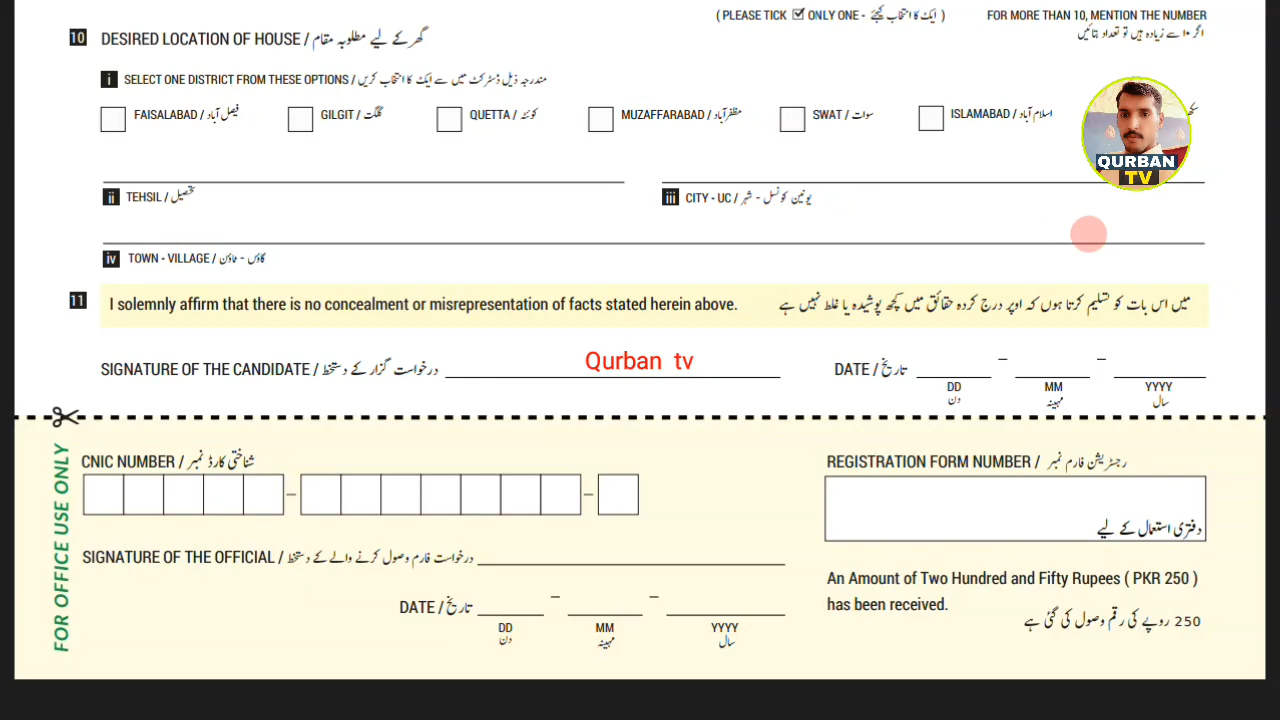 ( PLEASE TICK ☑ ONLY ONE - ایک کا انتخاب کیجئے )
FOR MORE THAN 10, MENTION THE NUMBER
اگر ۱۰ سے زیادہ ہیں تو تعداد بتائیں
10 DESIRED LOCATION OF HOUSE / گھر کے لیے مطلوبہ مقام
i SELECT ONE DISTRICT FROM THESE OPTIONS / مندرجہ ذیل ڈسٹرکٹ میں سے ایک کا انتخاب کریں
FAISALABAD / فیصل آباد GILGIT / گلگت QUETTA / کوئٹہ MUZAFFARABAD / مظفرآباد SWAT / سوات ISLAMABAD / اسلام آباد
QURBAN
TV
ii TEHSIL / تحصیل iii CITY - UC / یونین کونسل - شہر
iv TOWN - VILLAGE / گاؤں - ٹاؤن
11 I solemnly affirm that there is no concealment or misrepresentation of facts stated herein above. میں اس بات کو تسلیم کرتا ہوں کہ اوپر درج کردہ حقائق میں کچھ پوشیدہ یا غلط نہیں ہے
SIGNATURE OF THE CANDIDATE / درخواست گزار کے دستخط Qurban tv DATE / تاریخ – –
DD MM YYYY
دن مہینہ سال
FOR OFFICE USE ONLY
CNIC NUMBER / شناختی کارڈ نمبر REGISTRATION FORM NUMBER / رجسٹریشن فارم نمبر
– –
دفتری استعمال کے لیے
SIGNATURE OF THE OFFICIAL / درخواست فارم وصول کرنے والے کے دستخط
An Amount of Two Hundred and Fifty Rupees ( PKR 250 )
has been received.
250 روپے کی رقم وصول کی گئی ہے
DATE / تاریخ – –
DD MM YYYY
دن مہینہ سال